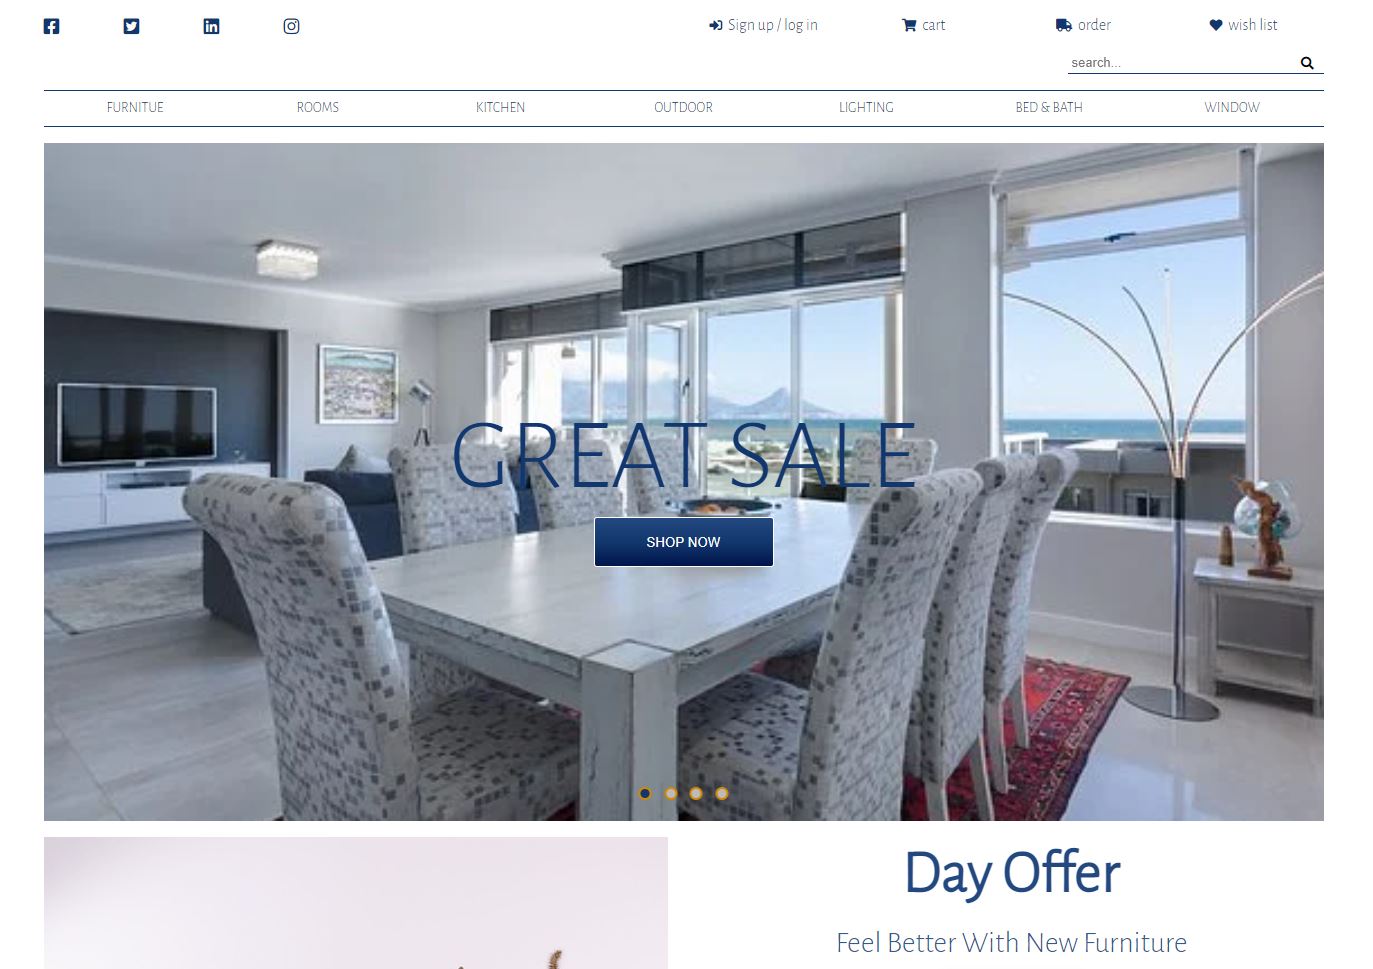 Sign up / log in
cart
order
wish list
search...
FURNITUE
ROOMS
KITCHEN
OUTDOOR
LIGHTING
BED & BATH
WINDOW
GREAT SALE
SHOP NOW
Day Offer
Feel Better With New Furniture